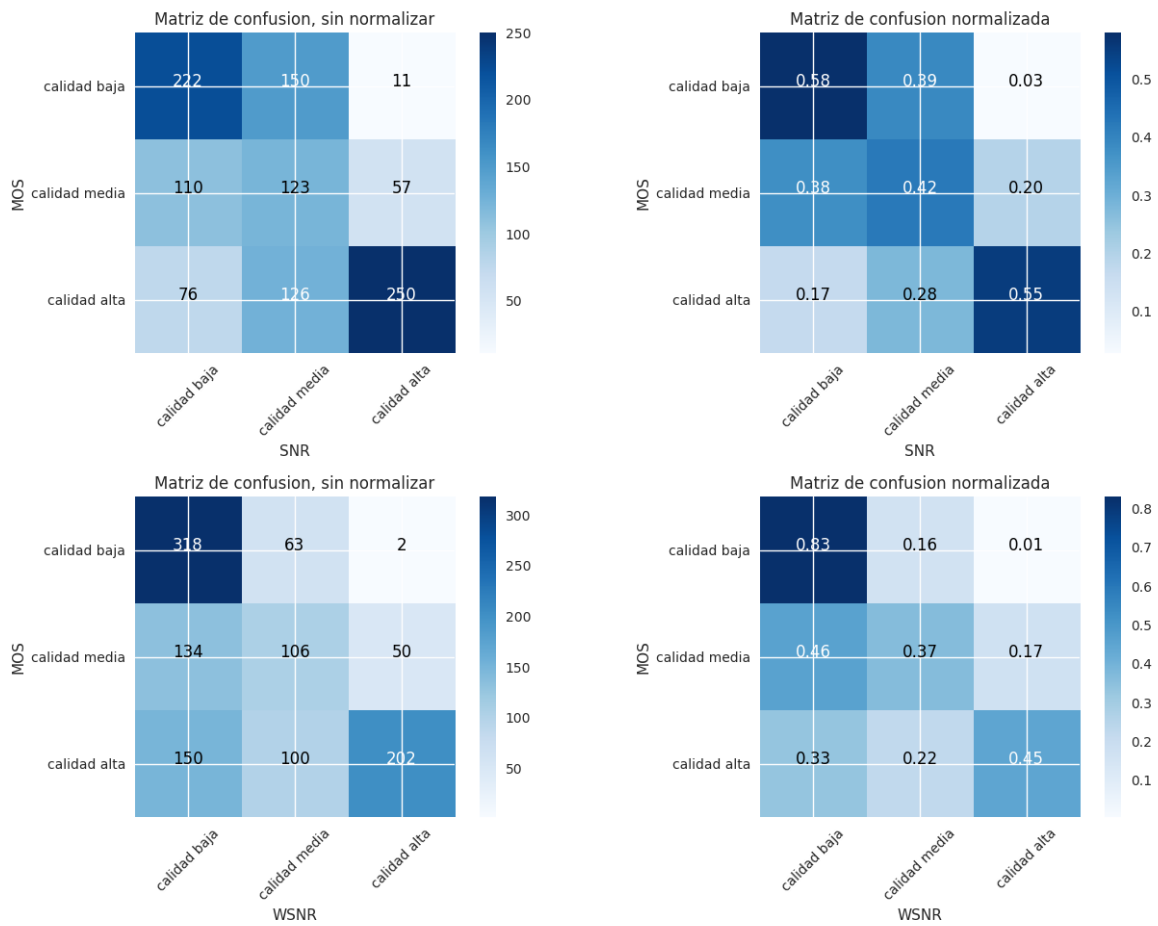 Matriz de confusion, sin normalizar
calidad baja
calidad media
calidad alta
MOS
222 150 11
110 123 57
76 126 250
calidad baja
calidad media
calidad alta
SNR
250
200
150
100
50
Matriz de confusion normalizada
calidad baja
calidad media
calidad alta
MOS
0.58 0.39 0.03
0.38 0.42 0.20
0.17 0.28 0.55
calidad baja
calidad media
calidad alta
SNR
0.5
0.4
0.3
0.2
0.1
Matriz de confusion, sin normalizar
calidad baja
calidad media
calidad alta
MOS
318 63 2
134 106 50
150 100 202
calidad baja
calidad media
calidad alta
WSNR
300
250
200
150
100
50
Matriz de confusion normalizada
calidad baja
calidad media
calidad alta
MOS
0.83 0.16 0.01
0.46 0.37 0.17
0.33 0.22 0.45
calidad baja
calidad media
calidad alta
WSNR
0.8
0.7
0.6
0.5
0.4
0.3
0.2
0.1